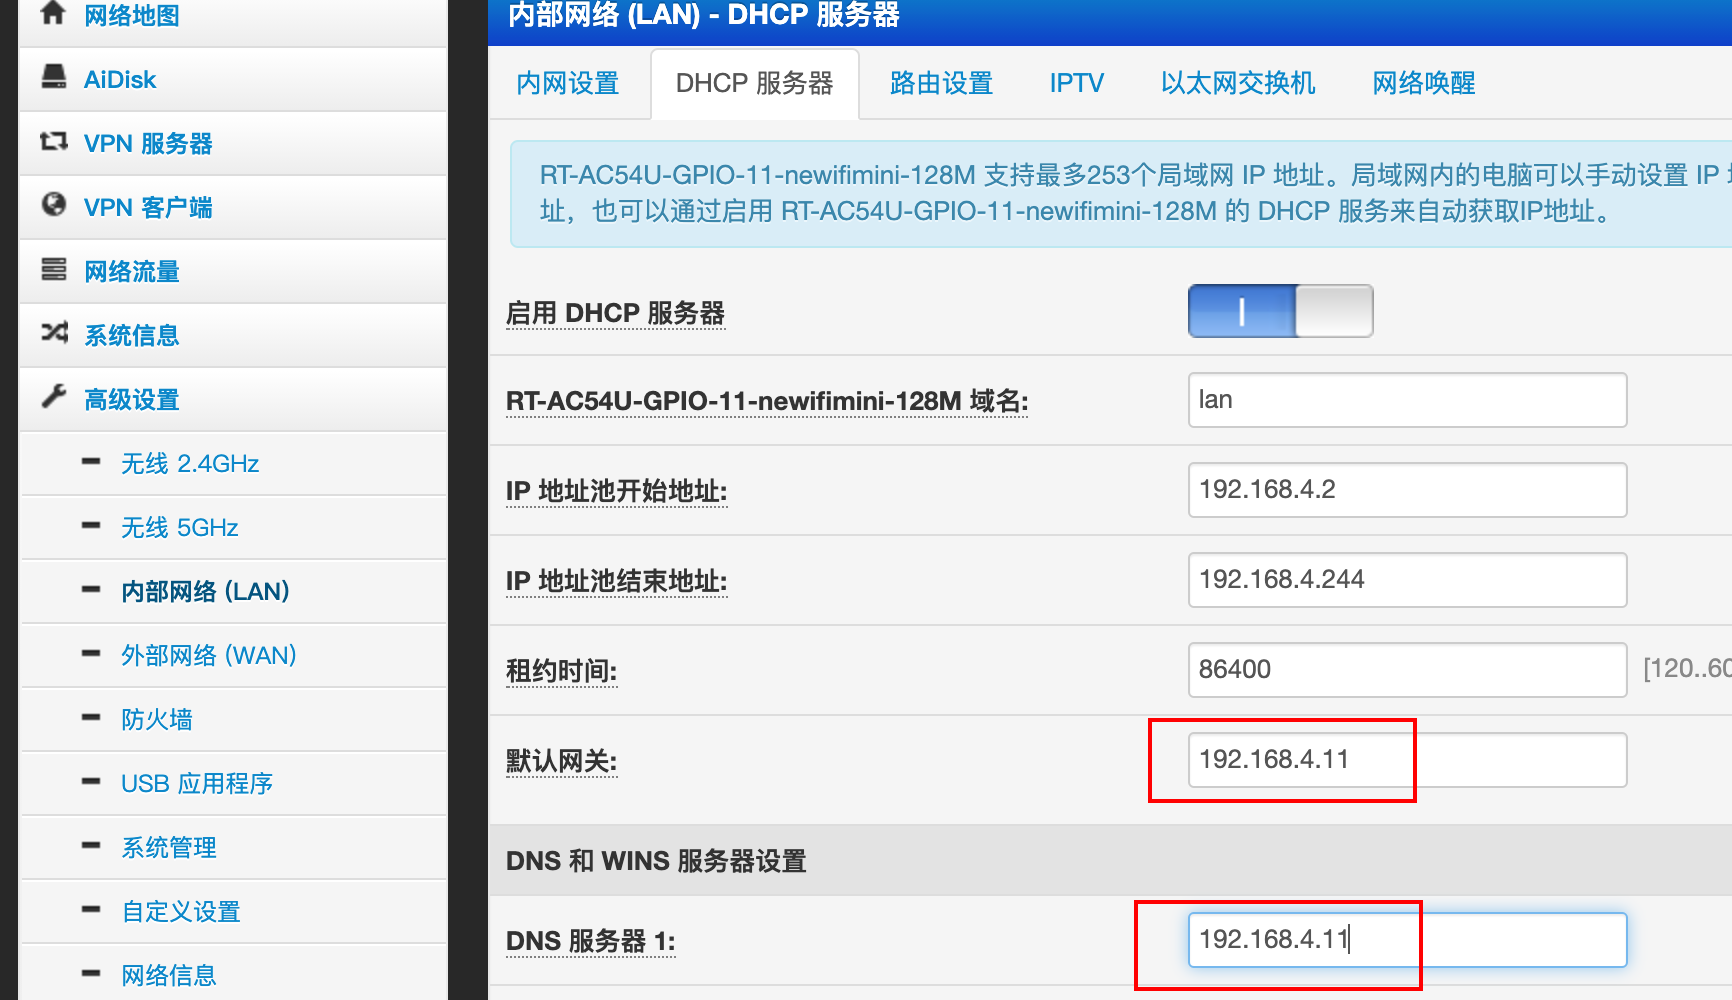 网络地图
AiDisk
VPN 服务器
VPN 客户端
网络流量
系统信息
高级设置
无线 2.4GHz
无线 5GHz
内部网络 (LAN)
外部网络 (WAN)
防火墙
USB 应用程序
系统管理
自定义设置
网络信息
内部网络 (LAN) - DHCP 服务器
内网设置 DHCP 服务器 路由设置 IPTV 以太网交换机 网络唤醒
RT-AC54U-GPIO-11-newifimini-128M 支持最多253个局域网 IP 地址。局域网内的电脑可以手动设置 IP
址，也可以通过启用 RT-AC54U-GPIO-11-newifimini-128M 的 DHCP 服务来自动获取IP地址。
启用 DHCP 服务器
RT-AC54U-GPIO-11-newifimini-128M 域名: lan
IP 地址池开始地址: 192.168.4.2
IP 地址池结束地址: 192.168.4.244
租约时间: 86400 [120..60
默认网关: 192.168.4.11
DNS 和 WINS 服务器设置
DNS 服务器 1: 192.168.4.11